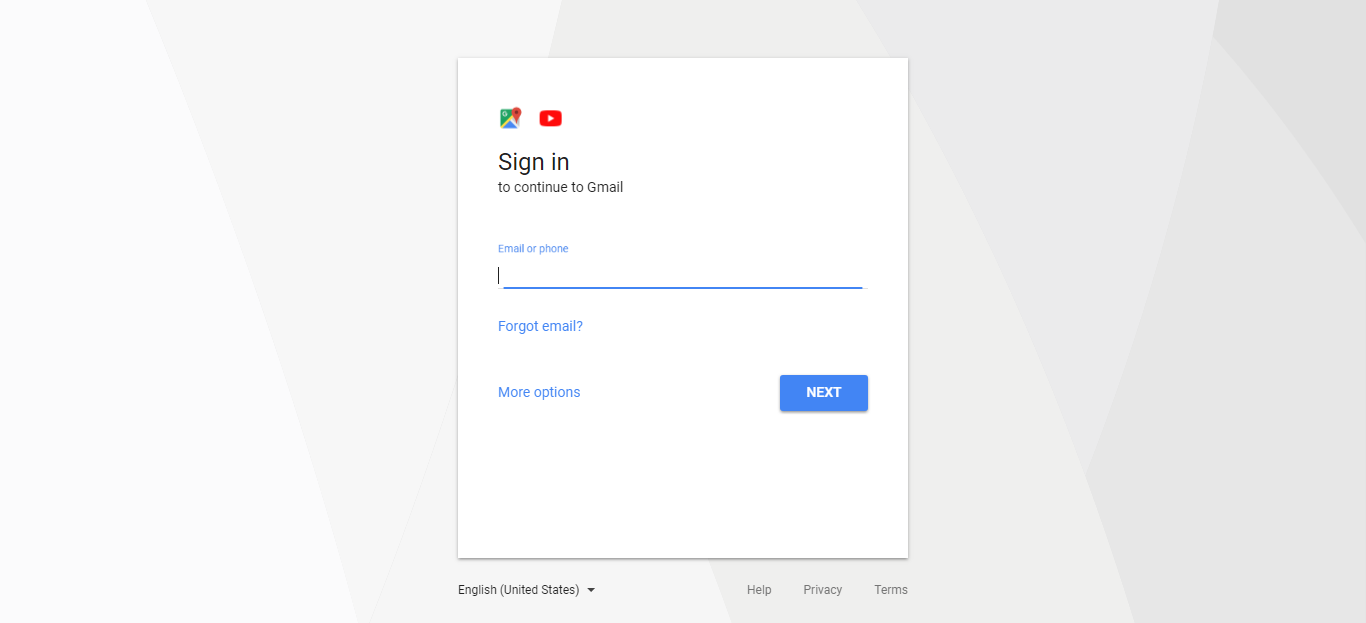 Sign in
to continue to Gmail
Email or phone
Forgot email?
More options
NEXT
English (United States)
Help
Privacy
Terms